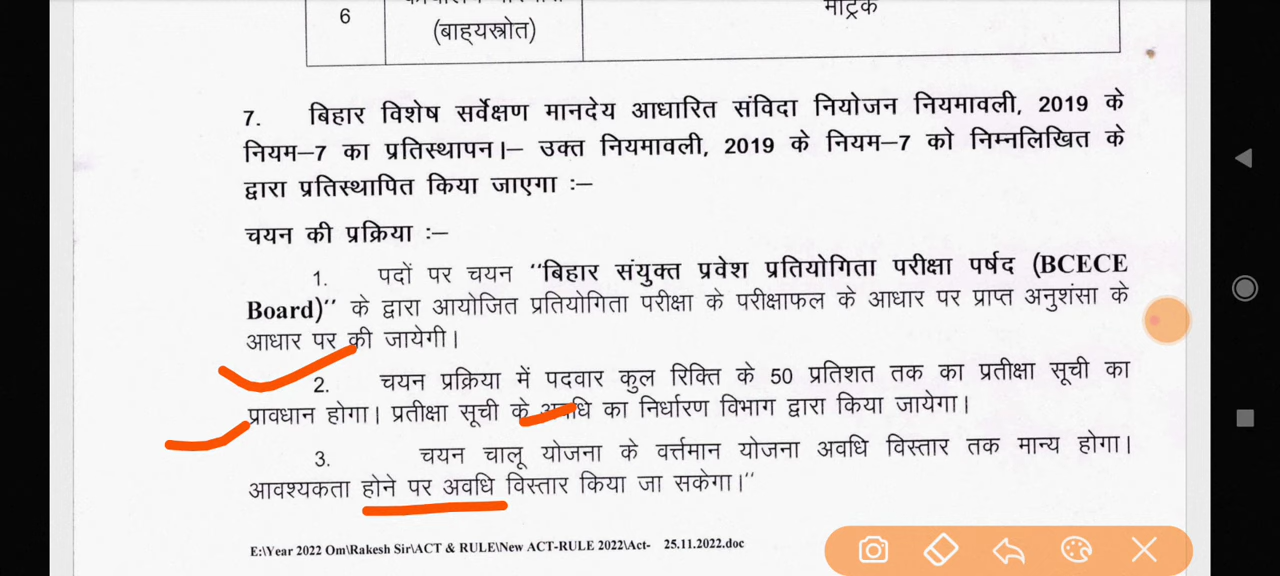 6
(बाह्यस्त्रोत)
7. बिहार विशेष सर्वेक्षण मानदेय आधारित संविदा नियोजन नियमावली, 2019 के
नियम–7 का प्रतिस्थापन।– उक्त नियमावली, 2019 के नियम–7 को निम्नलिखित के
द्वारा प्रतिस्थापित किया जाएगा :–
चयन की प्रक्रिया :–
1. पदों पर चयन "बिहार संयुक्त प्रवेश प्रतियोगिता परीक्षा पर्षद (BCECE
Board)" के द्वारा आयोजित प्रतियोगिता परीक्षा के परीक्षाफल के आधार पर प्राप्त अनुशंसा के
आधार पर की जायेगी।
2. चयन प्रक्रिया में पदवार कुल रिक्ति के 50 प्रतिशत तक का प्रतीक्षा सूची का
प्रावधान होगा। प्रतीक्षा सूची के अवधि का निर्धारण विभाग द्वारा किया जायेगा।
3. चयन चालू योजना के वर्त्तमान योजना अवधि विस्तार तक मान्य होगा।
आवश्यकता होने पर अवधि विस्तार किया जा सकेगा।"
E:\Year 2022 Om\Rakesh Sir\ACT & RULE\New ACT-RULE 2022\Act- 25.11.2022.doc